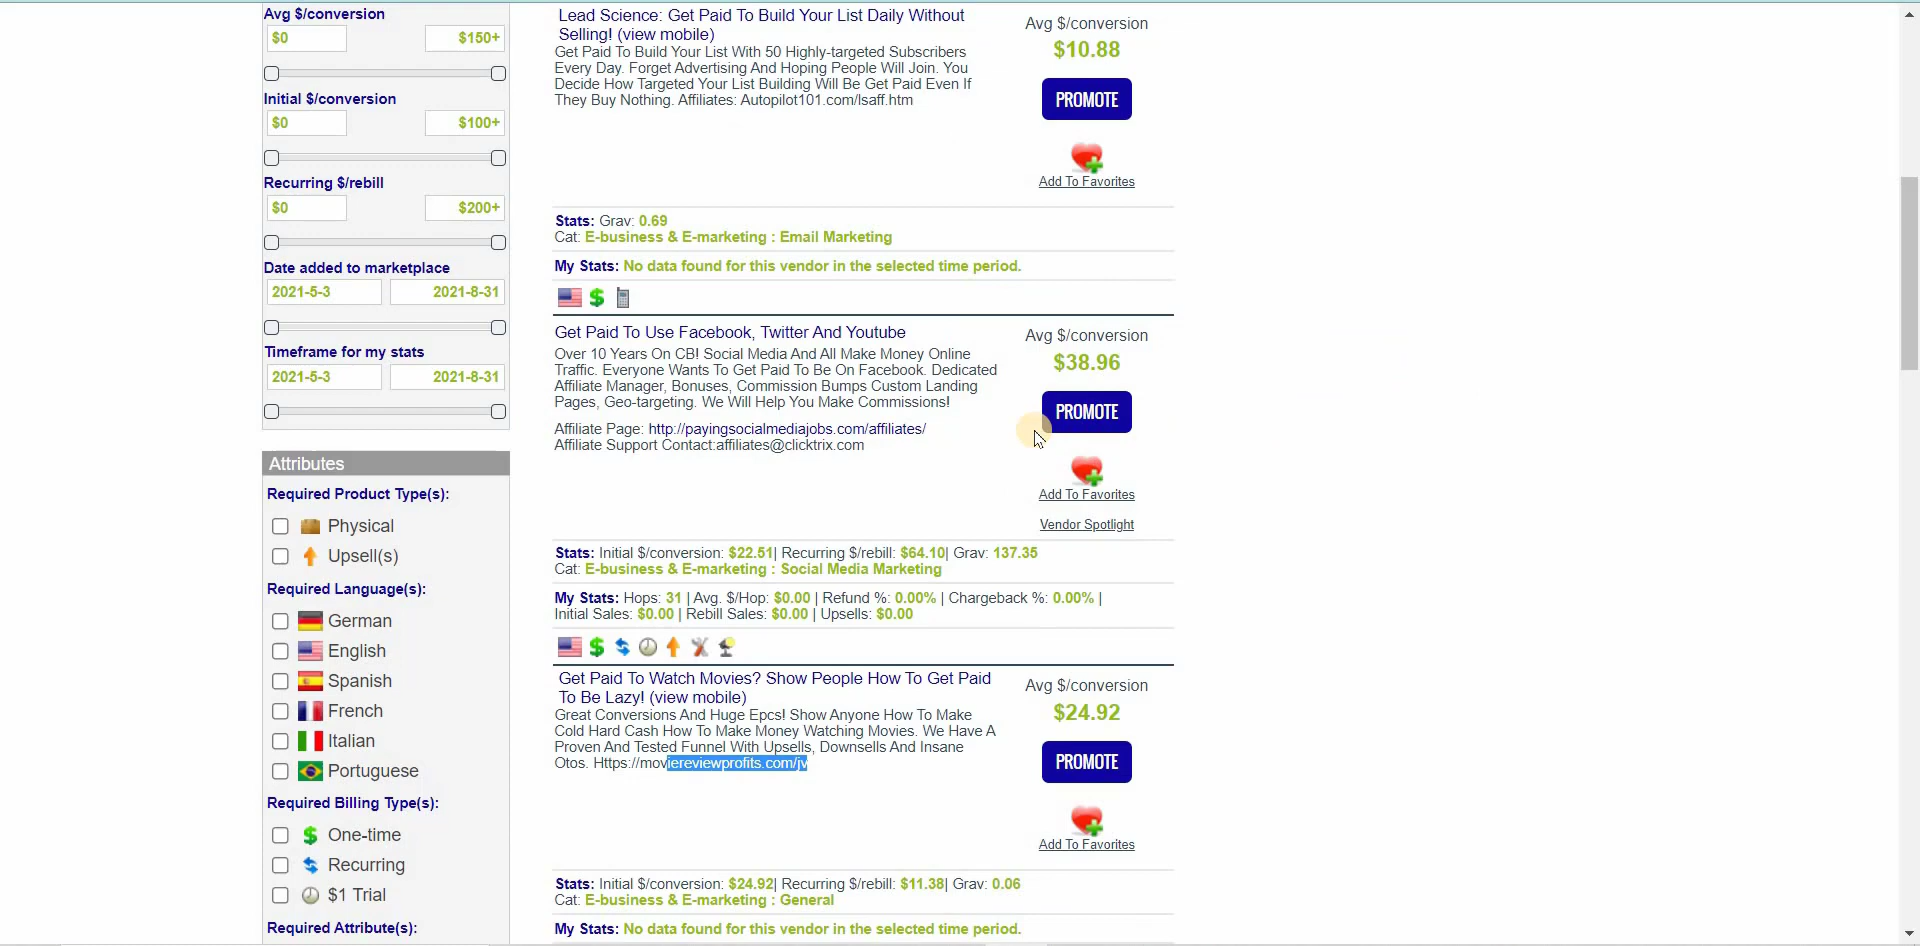 Avg $/conversion
$0 $150+
Initial $/conversion
$0 $100+
Recurring $/rebill
$0 $200+
Date added to marketplace
2021-5-3 2021-8-31
Timeframe for my stats
2021-5-3 2021-8-31
Attributes
Required Product Type(s):
Physical
Upsell(s)
Required Language(s):
German
English
Spanish
French
Italian
Portuguese
Required Billing Type(s):
One-time
Recurring
$1 Trial
Required Attribute(s):
Lead Science: Get Paid To Build Your List Daily Without
Selling! (view mobile)
Get Paid To Build Your List With 50 Highly-targeted Subscribers
Every Day. Forget Advertising And Hoping People Will Join. You
Decide How Targeted Your List Building Will Be Get Paid Even If
They Buy Nothing. Affiliates: Autopilot101.com/lsaff.htm
Avg $/conversion
$10.88
PROMOTE
Add To Favorites
Stats: Grav: 0.69
Cat: E-business & E-marketing : Email Marketing
My Stats: No data found for this vendor in the selected time period.
Get Paid To Use Facebook, Twitter And Youtube
Over 10 Years On CB! Social Media And All Make Money Online
Traffic. Everyone Wants To Get Paid To Be On Facebook. Dedicated
Affiliate Manager, Bonuses, Commission Bumps Custom Landing
Pages, Geo-targeting. We Will Help You Make Commissions!
Affiliate Page: http://payingsocialmediajobs.com/affiliates/
Affiliate Support Contact:affiliates@clicktrix.com
Avg $/conversion
$38.96
PROMOTE
Add To Favorites
Vendor Spotlight
Stats: Initial $/conversion: $22.51| Recurring $/rebill: $64.10| Grav: 137.35
Cat: E-business & E-marketing : Social Media Marketing
My Stats: Hops: 31 | Avg. $/Hop: $0.00 | Refund %: 0.00% | Chargeback %: 0.00% |
Initial Sales: $0.00 | Rebill Sales: $0.00 | Upsells: $0.00
Get Paid To Watch Movies? Show People How To Get Paid
To Be Lazy! (view mobile)
Great Conversions And Huge Epcs! Show Anyone How To Make
Cold Hard Cash How To Make Money Watching Movies. We Have A
Proven And Tested Funnel With Upsells, Downsells And Insane
Otos. Https://moviereviewprofits.com/jv
Avg $/conversion
$24.92
PROMOTE
Add To Favorites
Stats: Initial $/conversion: $24.92| Recurring $/rebill: $11.38| Grav: 0.06
Cat: E-business & E-marketing : General
My Stats: No data found for this vendor in the selected time period.